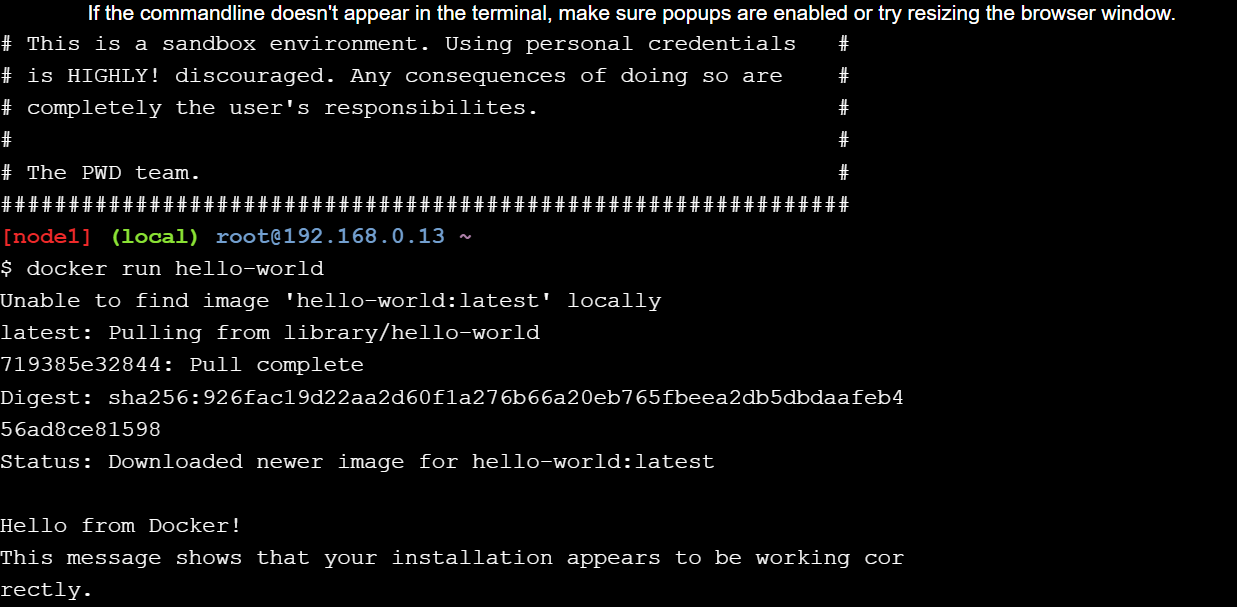 If the commandline doesn't appear in the terminal, make sure popups are enabled or try resizing the browser window.
# This is a sandbox environment. Using personal credentials   #
# is HIGHLY! discouraged. Any consequences of doing so are    #
# completely the user's responsibilites.                      #
#                                                             #
# The PWD team.                                               #
###############################################################
[node1] (local) root@192.168.0.13 ~
$ docker run hello-world
Unable to find image 'hello-world:latest' locally
latest: Pulling from library/hello-world
719385e32844: Pull complete
Digest: sha256:926fac19d22aa2d60f1a276b66a20eb765fbeea2db5dbdaafeb4
56ad8ce81598
Status: Downloaded newer image for hello-world:latest

Hello from Docker!
This message shows that your installation appears to be working cor
rectly.